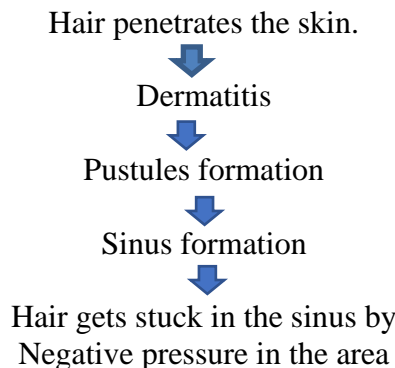 Hair penetrates the skin.
Dermatitis
Pustules formation
Sinus formation
Hair gets stuck in the sinus by
Negative pressure in the area